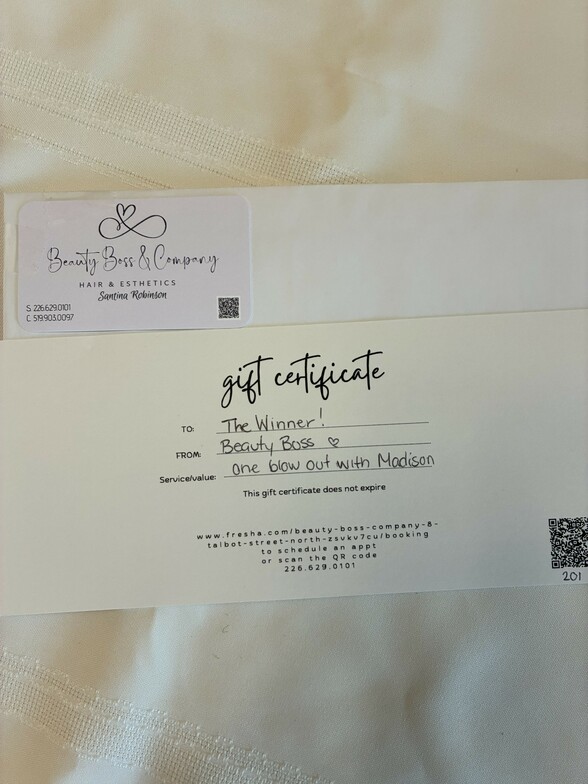 Beauty Boss & Company
HAIR & ESTHETICS
Santina Robinson
S 226.629.0101
C 519.903.0097
gift certificate
TO: The Winner!
FROM: Beauty Boss ♡
Service/value: one blow out with Madison
This gift certificate does not expire
www.fresha.com/beauty-boss-company-8-
talbot-street-north-zsvkv7cu/booking
to schedule an appt
or scan the QR code
226.629.0101
201